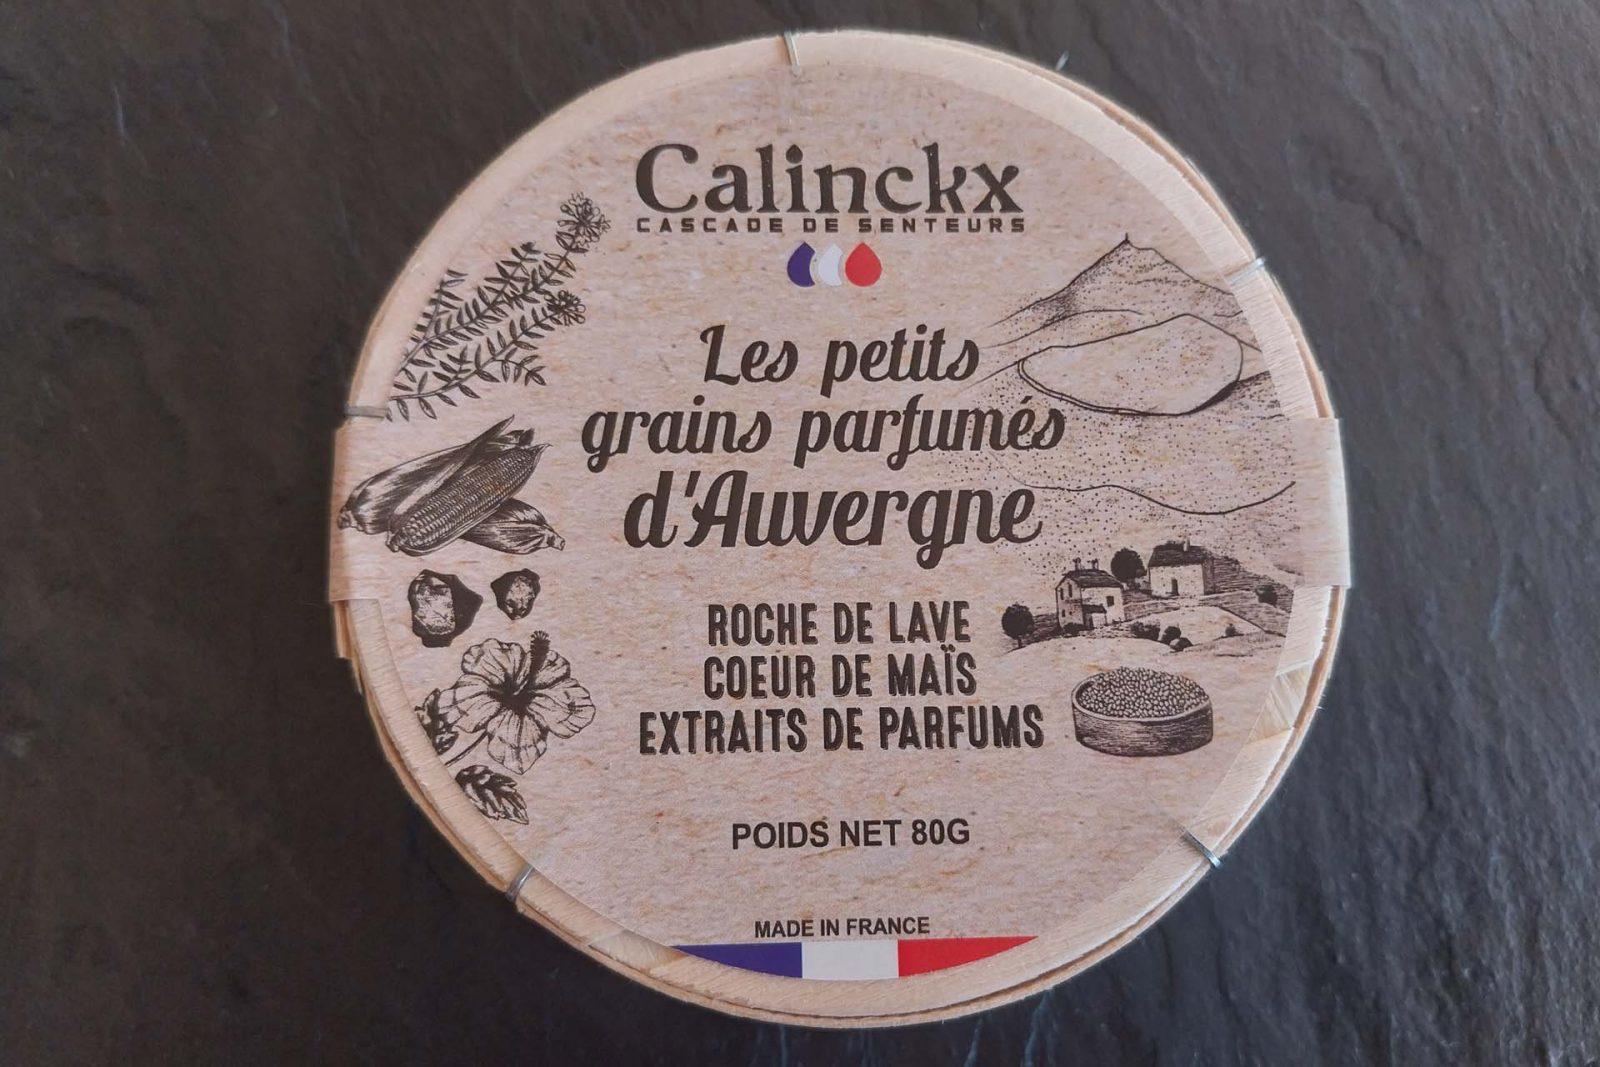 Calinckx
CASCADE DE SENTEURS
Les petits
grains parfumés
d'Auvergne
ROCHE DE LAVE
COEUR DE MAÏS
EXTRAITS DE PARFUMS
POIDS NET 80G
MADE IN FRANCE